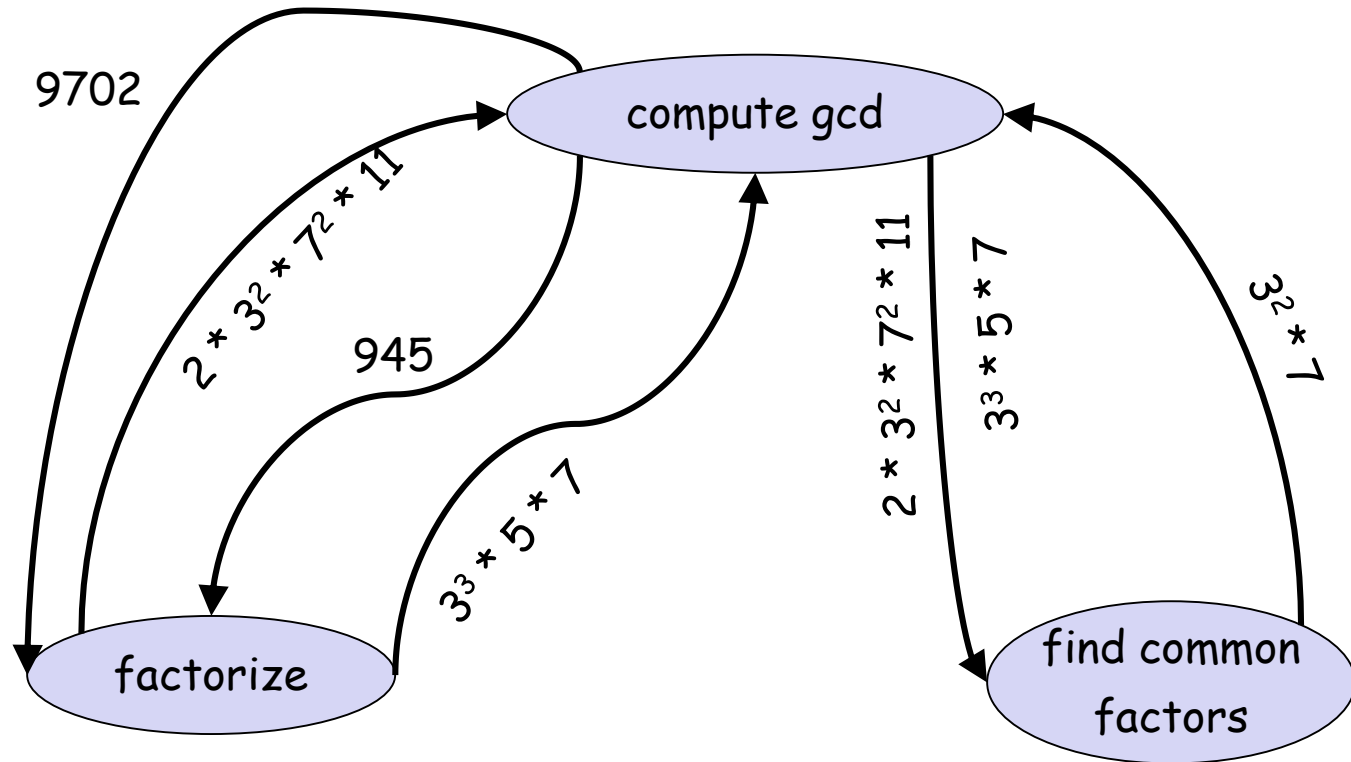 9702
compute gcd
2 * 3² * 7² * 11
945
3³ * 5 * 7
2 * 3² * 7² * 11
3³ * 5 * 7
3² * 7
factorize
find common
factors